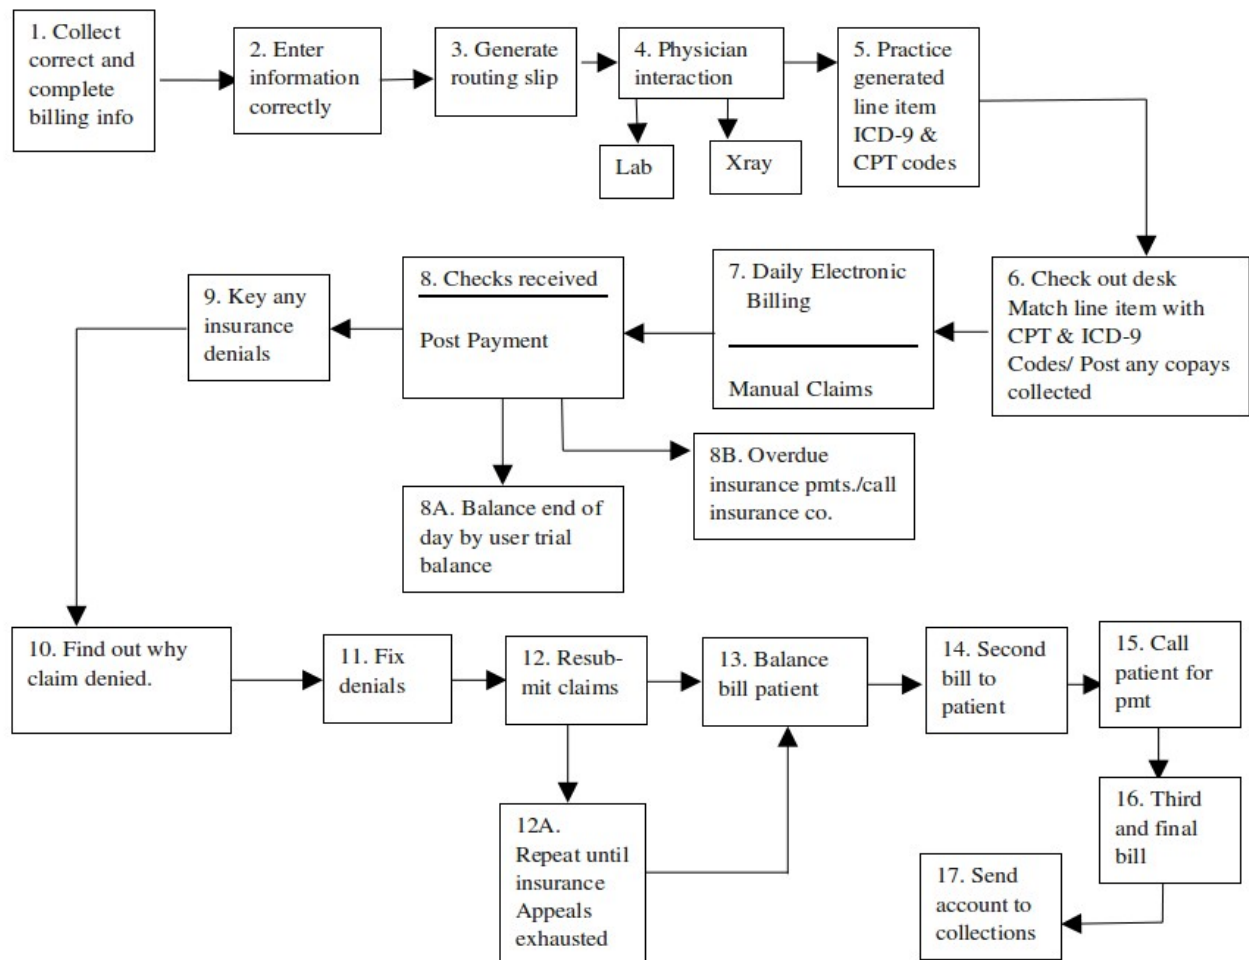 1. Collect
correct and
complete
billing info
2. Enter
information
correctly
3. Generate
routing slip
4. Physician
interaction
Lab
Xray
5. Practice
generated
line item
ICD-9 &
CPT codes
6. Check out desk
Match line item with
CPT & ICD-9
Codes/ Post any copays
collected
7. Daily Electronic
Billing
Manual Claims
8. Checks received
Post Payment
8A. Balance end of
day by user trial
balance
8B. Overdue
insurance pmts./call
insurance co.
9. Key any
insurance
denials
10. Find out why
claim denied.
11. Fix
denials
12. Resub-
mit claims
12A.
Repeat until
insurance
Appeals
exhausted
13. Balance
bill patient
14. Second
bill to
patient
15. Call
patient for
pmt
16. Third
and final
bill
17. Send
account to
collections